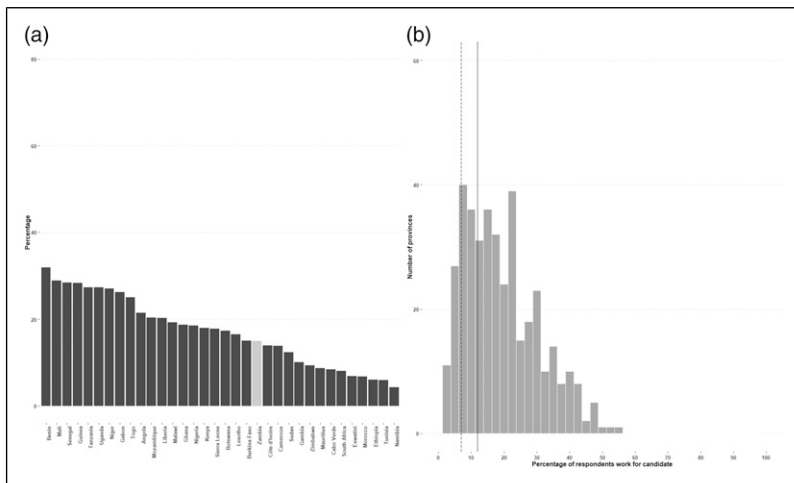 (a)
80
60
40
20
0
Percentage
Benin
Mali
Senegal
Guinea
Tanzania
Uganda
Niger
Gabon
Togo
Angola
Mozambique
Liberia
Malawi
Ghana
Nigeria
Kenya
Sierra Leone
Botswana
Lesotho
Burkina Faso
Zambia
Côte d'Ivoire
Cameroon
Sudan
Gambia
Zimbabwe
Mauritius
Cabo Verde
South Africa
Eswatini
Morocco
Ethiopia
Tunisia
Namibia
(b)
60
40
20
0
Number of provinces
0 10 20 30 40 50 60 70 80 90 100
Percentage of respondents work for candidate